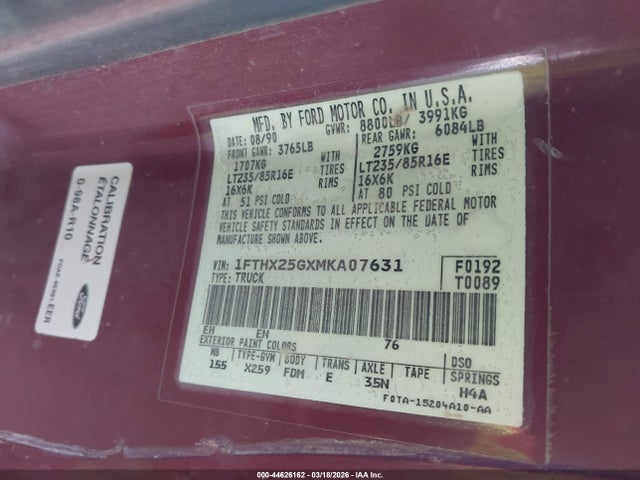 MFD. BY FORD MOTOR CO. IN U.S.A.
DATE: 08/90 GVWR: 8800LB/ 3991KG
FRONT GAWR: 3765LB REAR GAWR: 6084LB
1707KG WITH 2759KG WITH
LT235/85R16E TIRES LT235/85R16E TIRES
16X6K RIMS 16X6K RIMS
AT 51 PSI COLD AT 80 PSI COLD
THIS VEHICLE CONFORMS TO ALL APPLICABLE FEDERAL MOTOR
VEHICLE SAFETY STANDARDS IN EFFECT ON THE DATE OF
MANUFACTURE SHOWN ABOVE.
VIN: 1FTHX25GXMKA07631 F0192
TYPE: TRUCK T0089
EH EN 76
EXTERIOR PAINT COLORS DSO
WB TYPE-GVW BODY TRANS AXLE TAPE SPRINGS
155 X259 FDM E 35N H4A
F0TA-15204A10-AA
CALIBRATION
ÉTALONNAGE
0-98A-R10
Ford
000-44626162 | 03/18/2026 | IAA Inc.